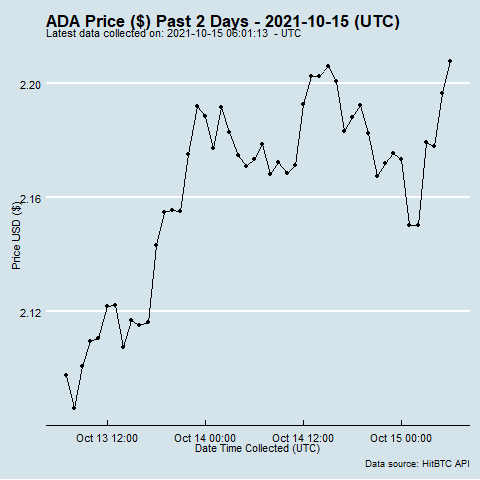 ADA Price ($) Past 2 Days - 2021-10-15 (UTC)
Latest data collected on: 2021-10-15 06:01:13 - UTC
2.20
2.16
2.12
Price USD ($)
Oct 13 12:00
Oct 14 00:00
Oct 14 12:00
Oct 15 00:00
Date Time Collected (UTC)
Data source: HitBTC API